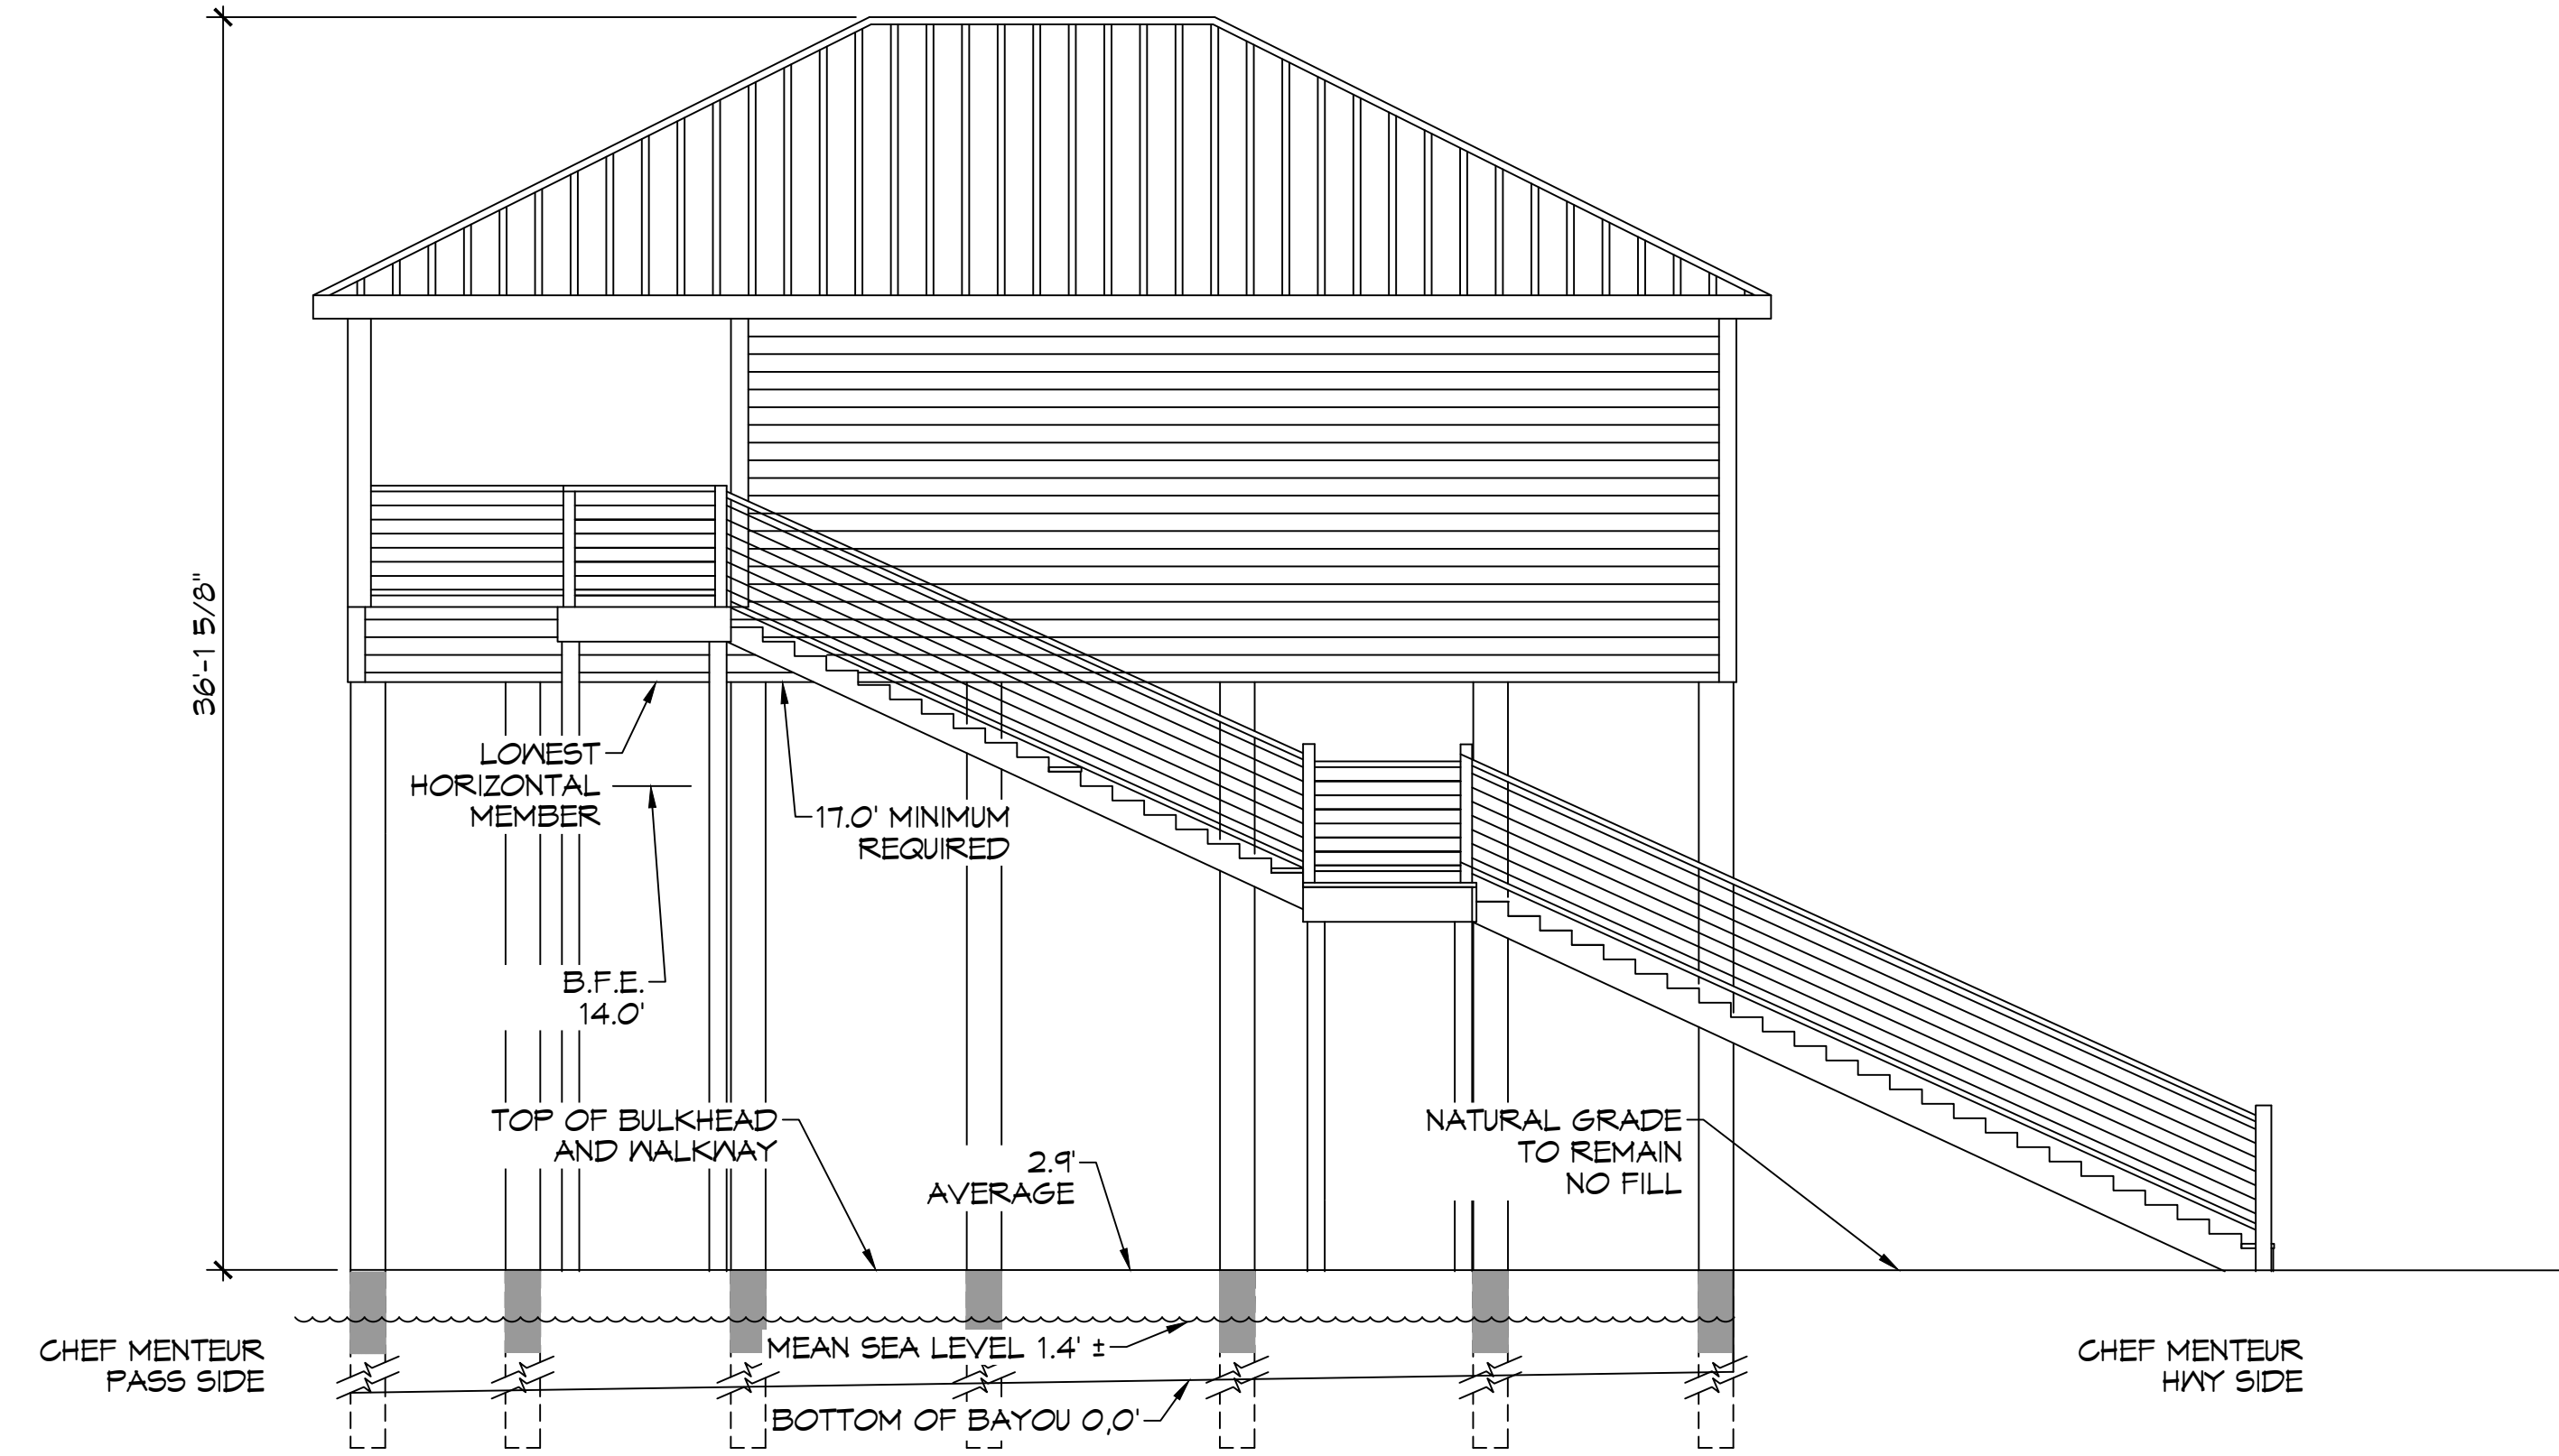 36'-1 5/8"
LOWEST
HORIZONTAL
MEMBER
17.0' MINIMUM
REQUIRED
B.F.E.
14.0'
TOP OF BULKHEAD
AND WALKWAY
2.9'
AVERAGE
NATURAL GRADE
TO REMAIN
NO FILL
CHEF MENTEUR
PASS SIDE
MEAN SEA LEVEL 1.4' ±
BOTTOM OF BAYOU 0,0'
CHEF MENTEUR
HWY SIDE